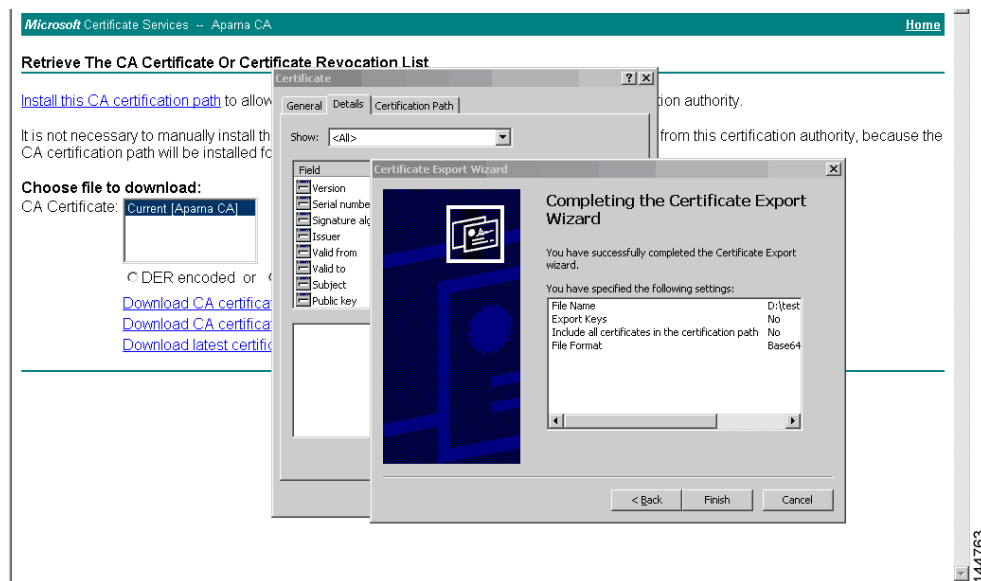 Microsoft Certificate Services -- Aparna CA Home
Retrieve The CA Certificate Or Certificate Revocation List
Install this CA certification path to allow
tion authority.
It is not necessary to manually install th
from this certification authority, because the
CA certification path will be installed fo
Choose file to download:
CA Certificate:
Current [Aparna CA]
DER encoded or
Download CA certifica
Download CA certifica
Download latest certific
Certificate
General Details Certification Path
Show: <All>
Field
Version
Serial numbe
Signature alg
Issuer
Valid from
Valid to
Subject
Public key
Certificate Export Wizard
Completing the Certificate Export
Wizard
You have successfully completed the Certificate Export
wizard.
You have specified the following settings:
File Name D:\test
Export Keys No
Include all certificates in the certification path No
File Format Base64
< Back Finish Cancel
144763